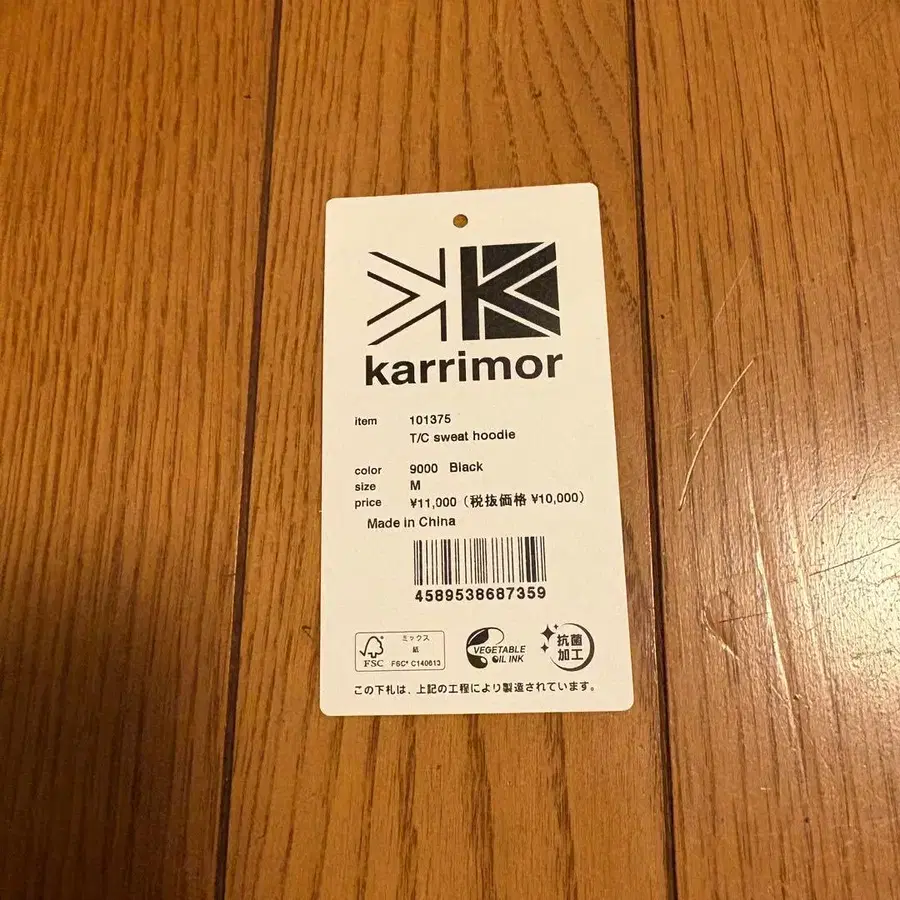 karrimor
item 101375
T/C sweat hoodie
color 9000 Black
size M
price ¥11,000（税抜価格 ¥10,000）
Made in China
4589538687359
FSC
ミックス
紙
FSC® C140613
VEGETABLE
OIL INK
抗菌
加工
この下札は、上記の工程により製造されています。